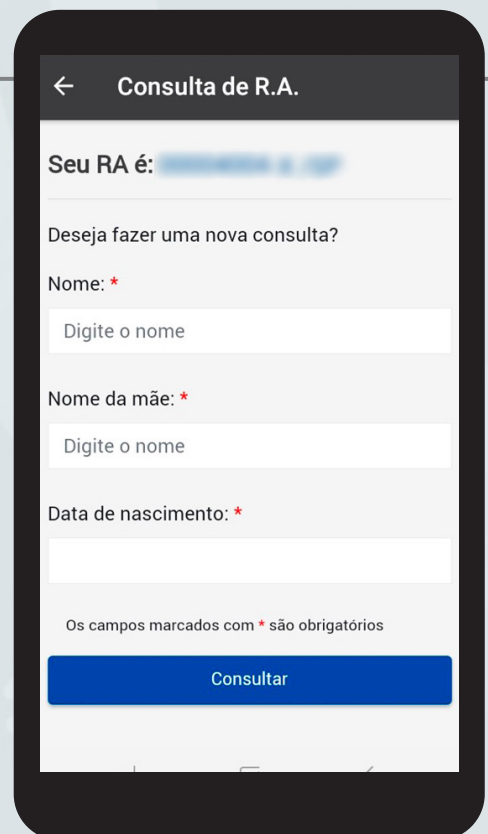 Consulta de R.A.
Seu RA é:
Deseja fazer uma nova consulta?
Nome: *
Digite o nome
Nome da mãe: *
Digite o nome
Data de nascimento: *
Os campos marcados com * são obrigatórios
Consultar